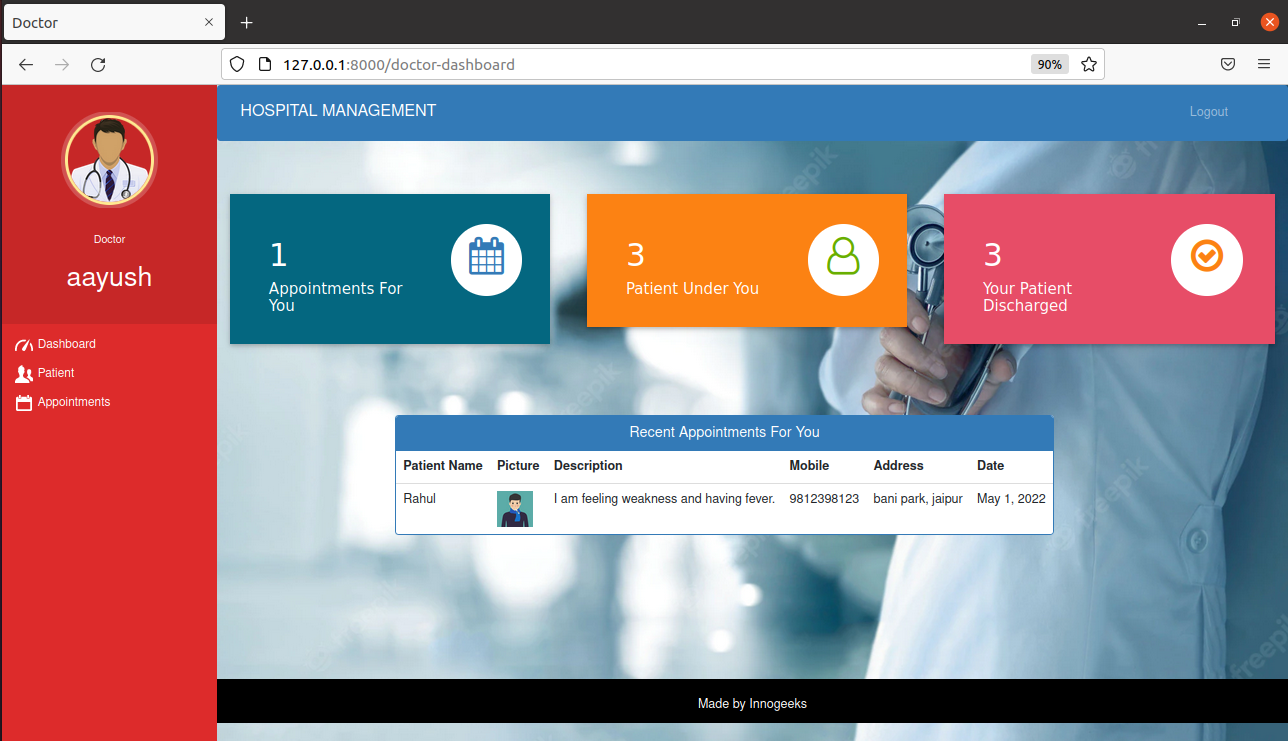 Doctor
127.0.0.1:8000/doctor-dashboard
90%
HOSPITAL MANAGEMENT
Logout
Doctor
aayush
Dashboard
Patient
Appointments
1
Appointments For
You
3
Patient Under You
3
Your Patient
Discharged
Recent Appointments For You
Patient Name Picture Description Mobile Address Date
Rahul I am feeling weakness and having fever. 9812398123 bani park, jaipur May 1, 2022
Made by Innogeeks
freepik
freepik
freepik